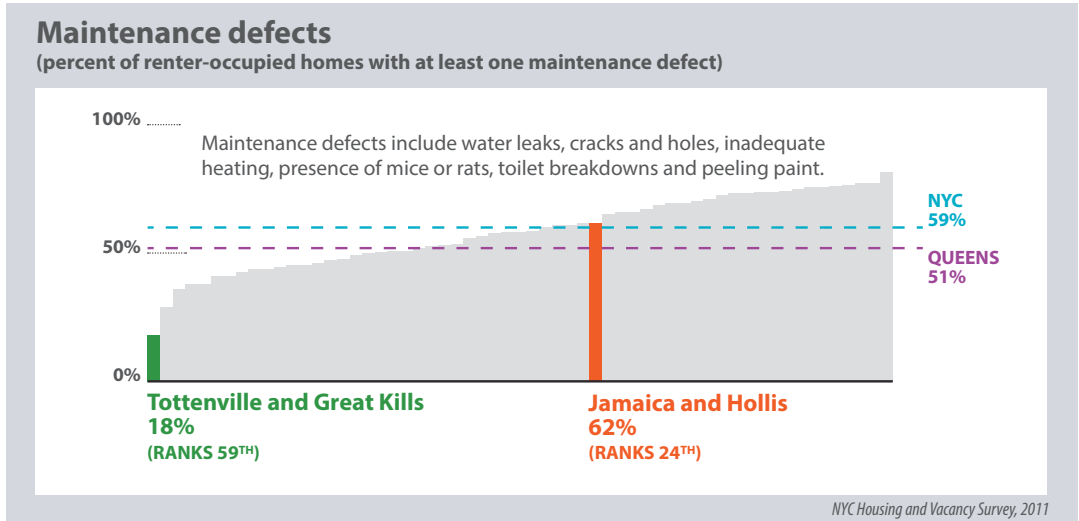 Maintenance defects
(percent of renter-occupied homes with at least one maintenance defect)
100%
Maintenance defects include water leaks, cracks and holes, inadequate
heating, presence of mice or rats, toilet breakdowns and peeling paint.
NYC
59%
50%
QUEENS
51%
0%
Tottenville and Great Kills
18%
(RANKS 59TH)
Jamaica and Hollis
62%
(RANKS 24TH)
NYC Housing and Vacancy Survey, 2011